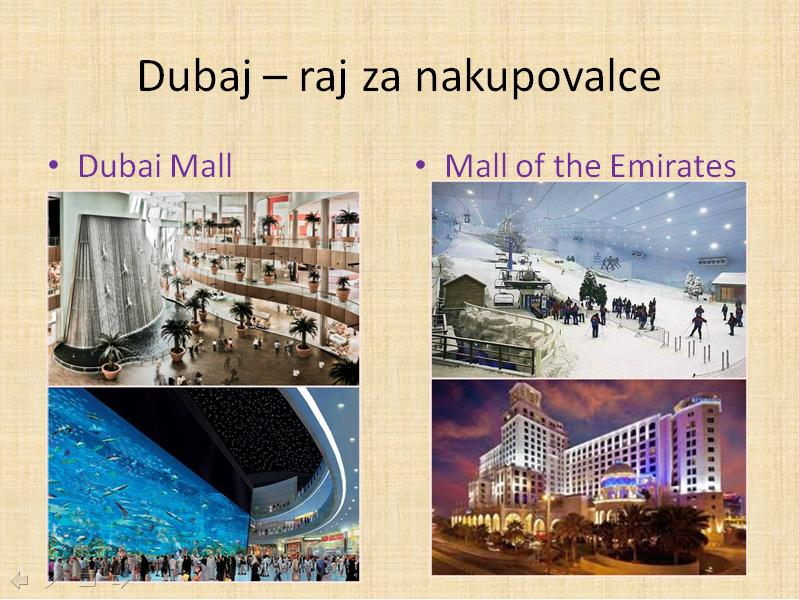 Dubaj – raj za nakupovalce
• Dubai Mall
• Mall of the Emirates